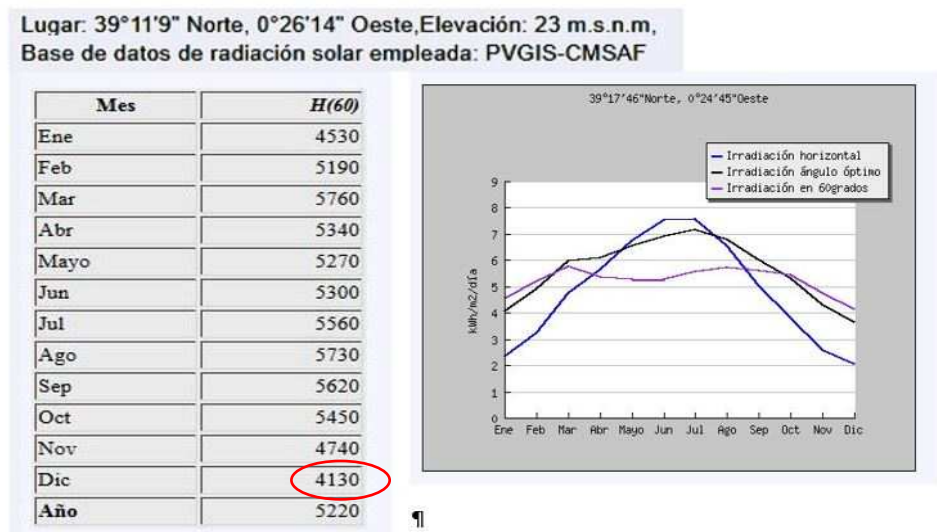 Lugar: 39°11'9" Norte, 0°26'14" Oeste,Elevación: 23 m.s.n.m,
Base de datos de radiación solar empleada: PVGIS-CMSAF
Mes H(60)
Ene 4530
Feb 5190
Mar 5760
Abr 5340
Mayo 5270
Jun 5300
Jul 5560
Ago 5730
Sep 5620
Oct 5450
Nov 4740
Dic 4130
Año 5220
39°17'46"Norte, 0°24'45"Oeste
Irradiación horizontal
Irradiación ángulo óptimo
Irradiación en 60grados
kWh/m2/día
9
8
7
6
5
4
3
2
1
0
Ene Feb Mar Abr Mayo Jun Jul Ago Sep Oct Nov Dic
¶